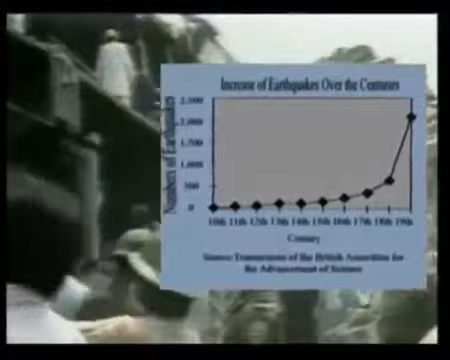 Increase of Earthquakes Over the Centuries
Numbers of Earthquakes
2,500
2,000
1,500
1,000
500
0
10th 11th 12th 13th 14th 15th 16th 17th 18th 19th
Century
Source: Transactions of the British Association for
the Advancement of Science